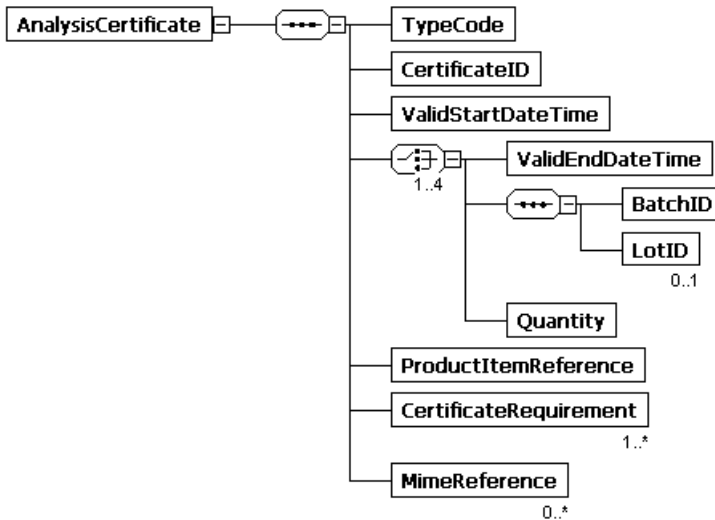 AnalysisCertificate
TypeCode
CertificateID
ValidStartDateTime
1..4
ValidEndDateTime
BatchID
LotID
0..1
Quantity
ProductItemReference
CertificateRequirement
1..*
MimeReference
0..*